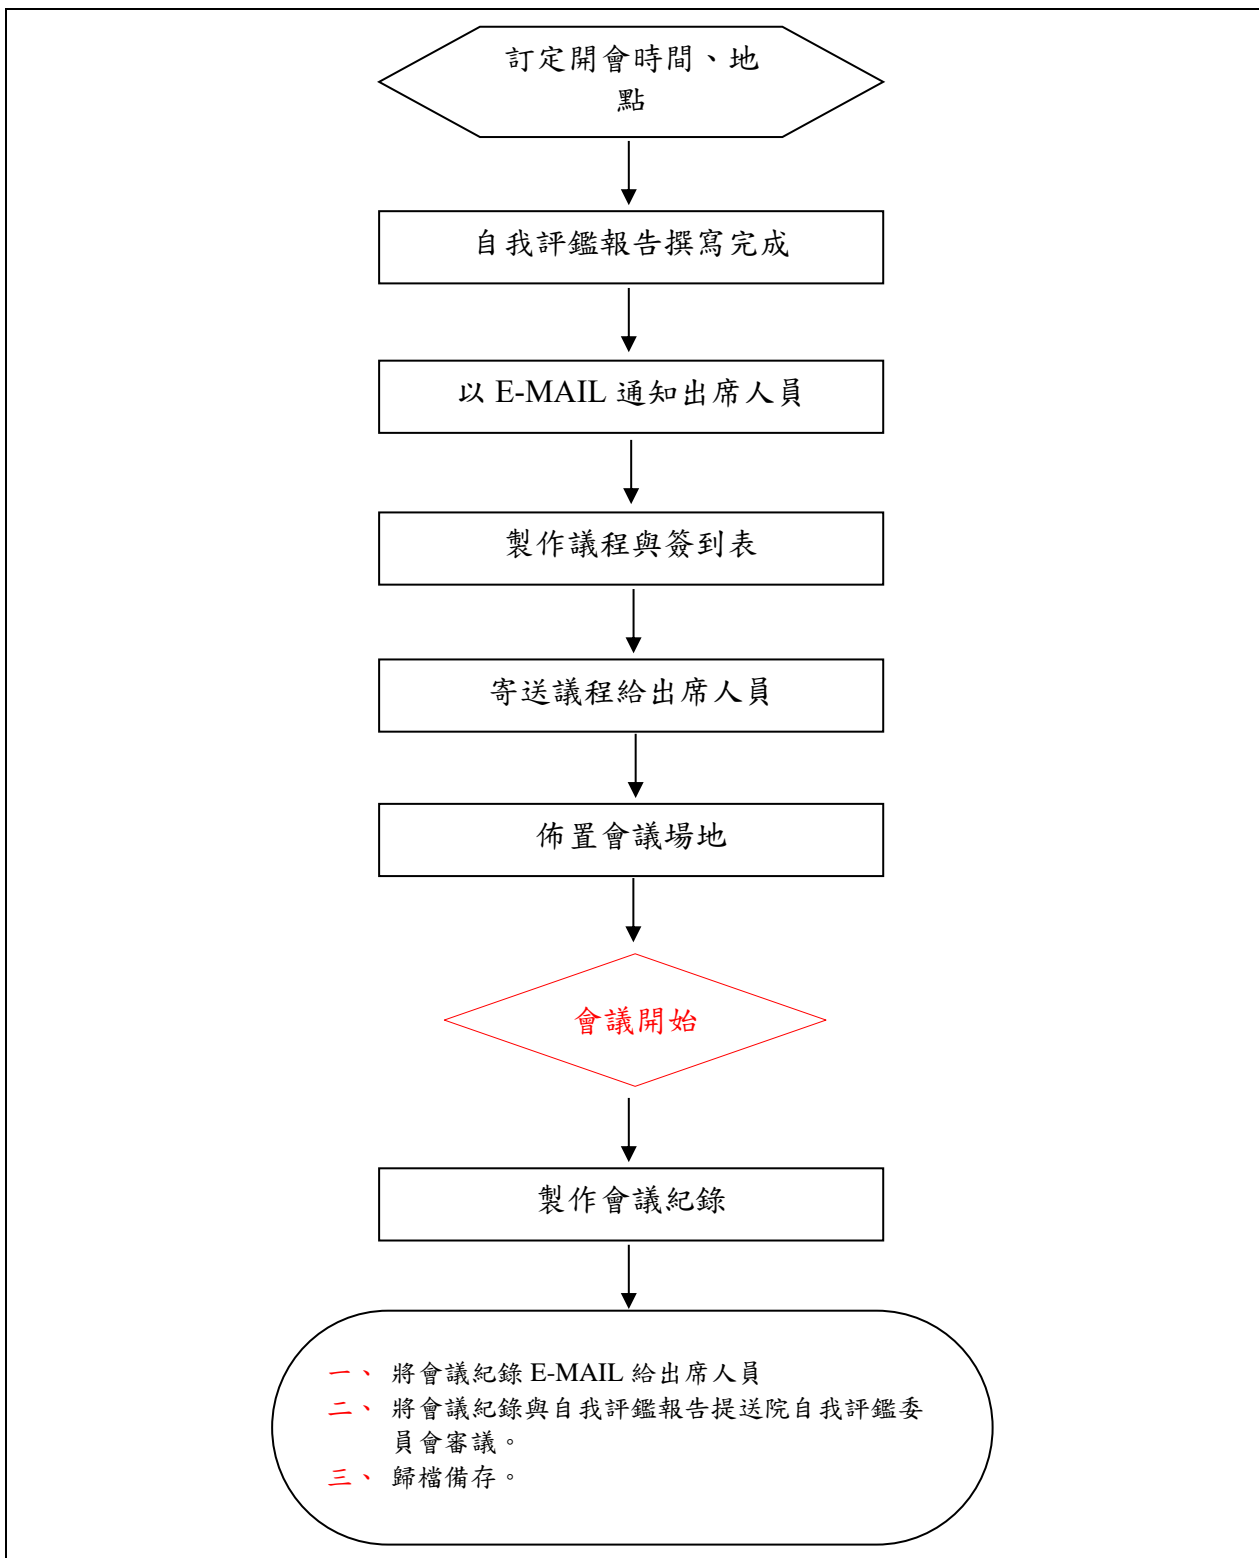 訂定開會時間、地
點
自我評鑑報告撰寫完成
以 E-MAIL 通知出席人員
製作議程與簽到表
寄送議程給出席人員
佈置會議場地
會議開始
製作會議紀錄
一、 將會議紀錄 E-MAIL 給出席人員
二、 將會議紀錄與自我評鑑報告提送院自我評鑑委
員會審議。
三、 歸檔備存。